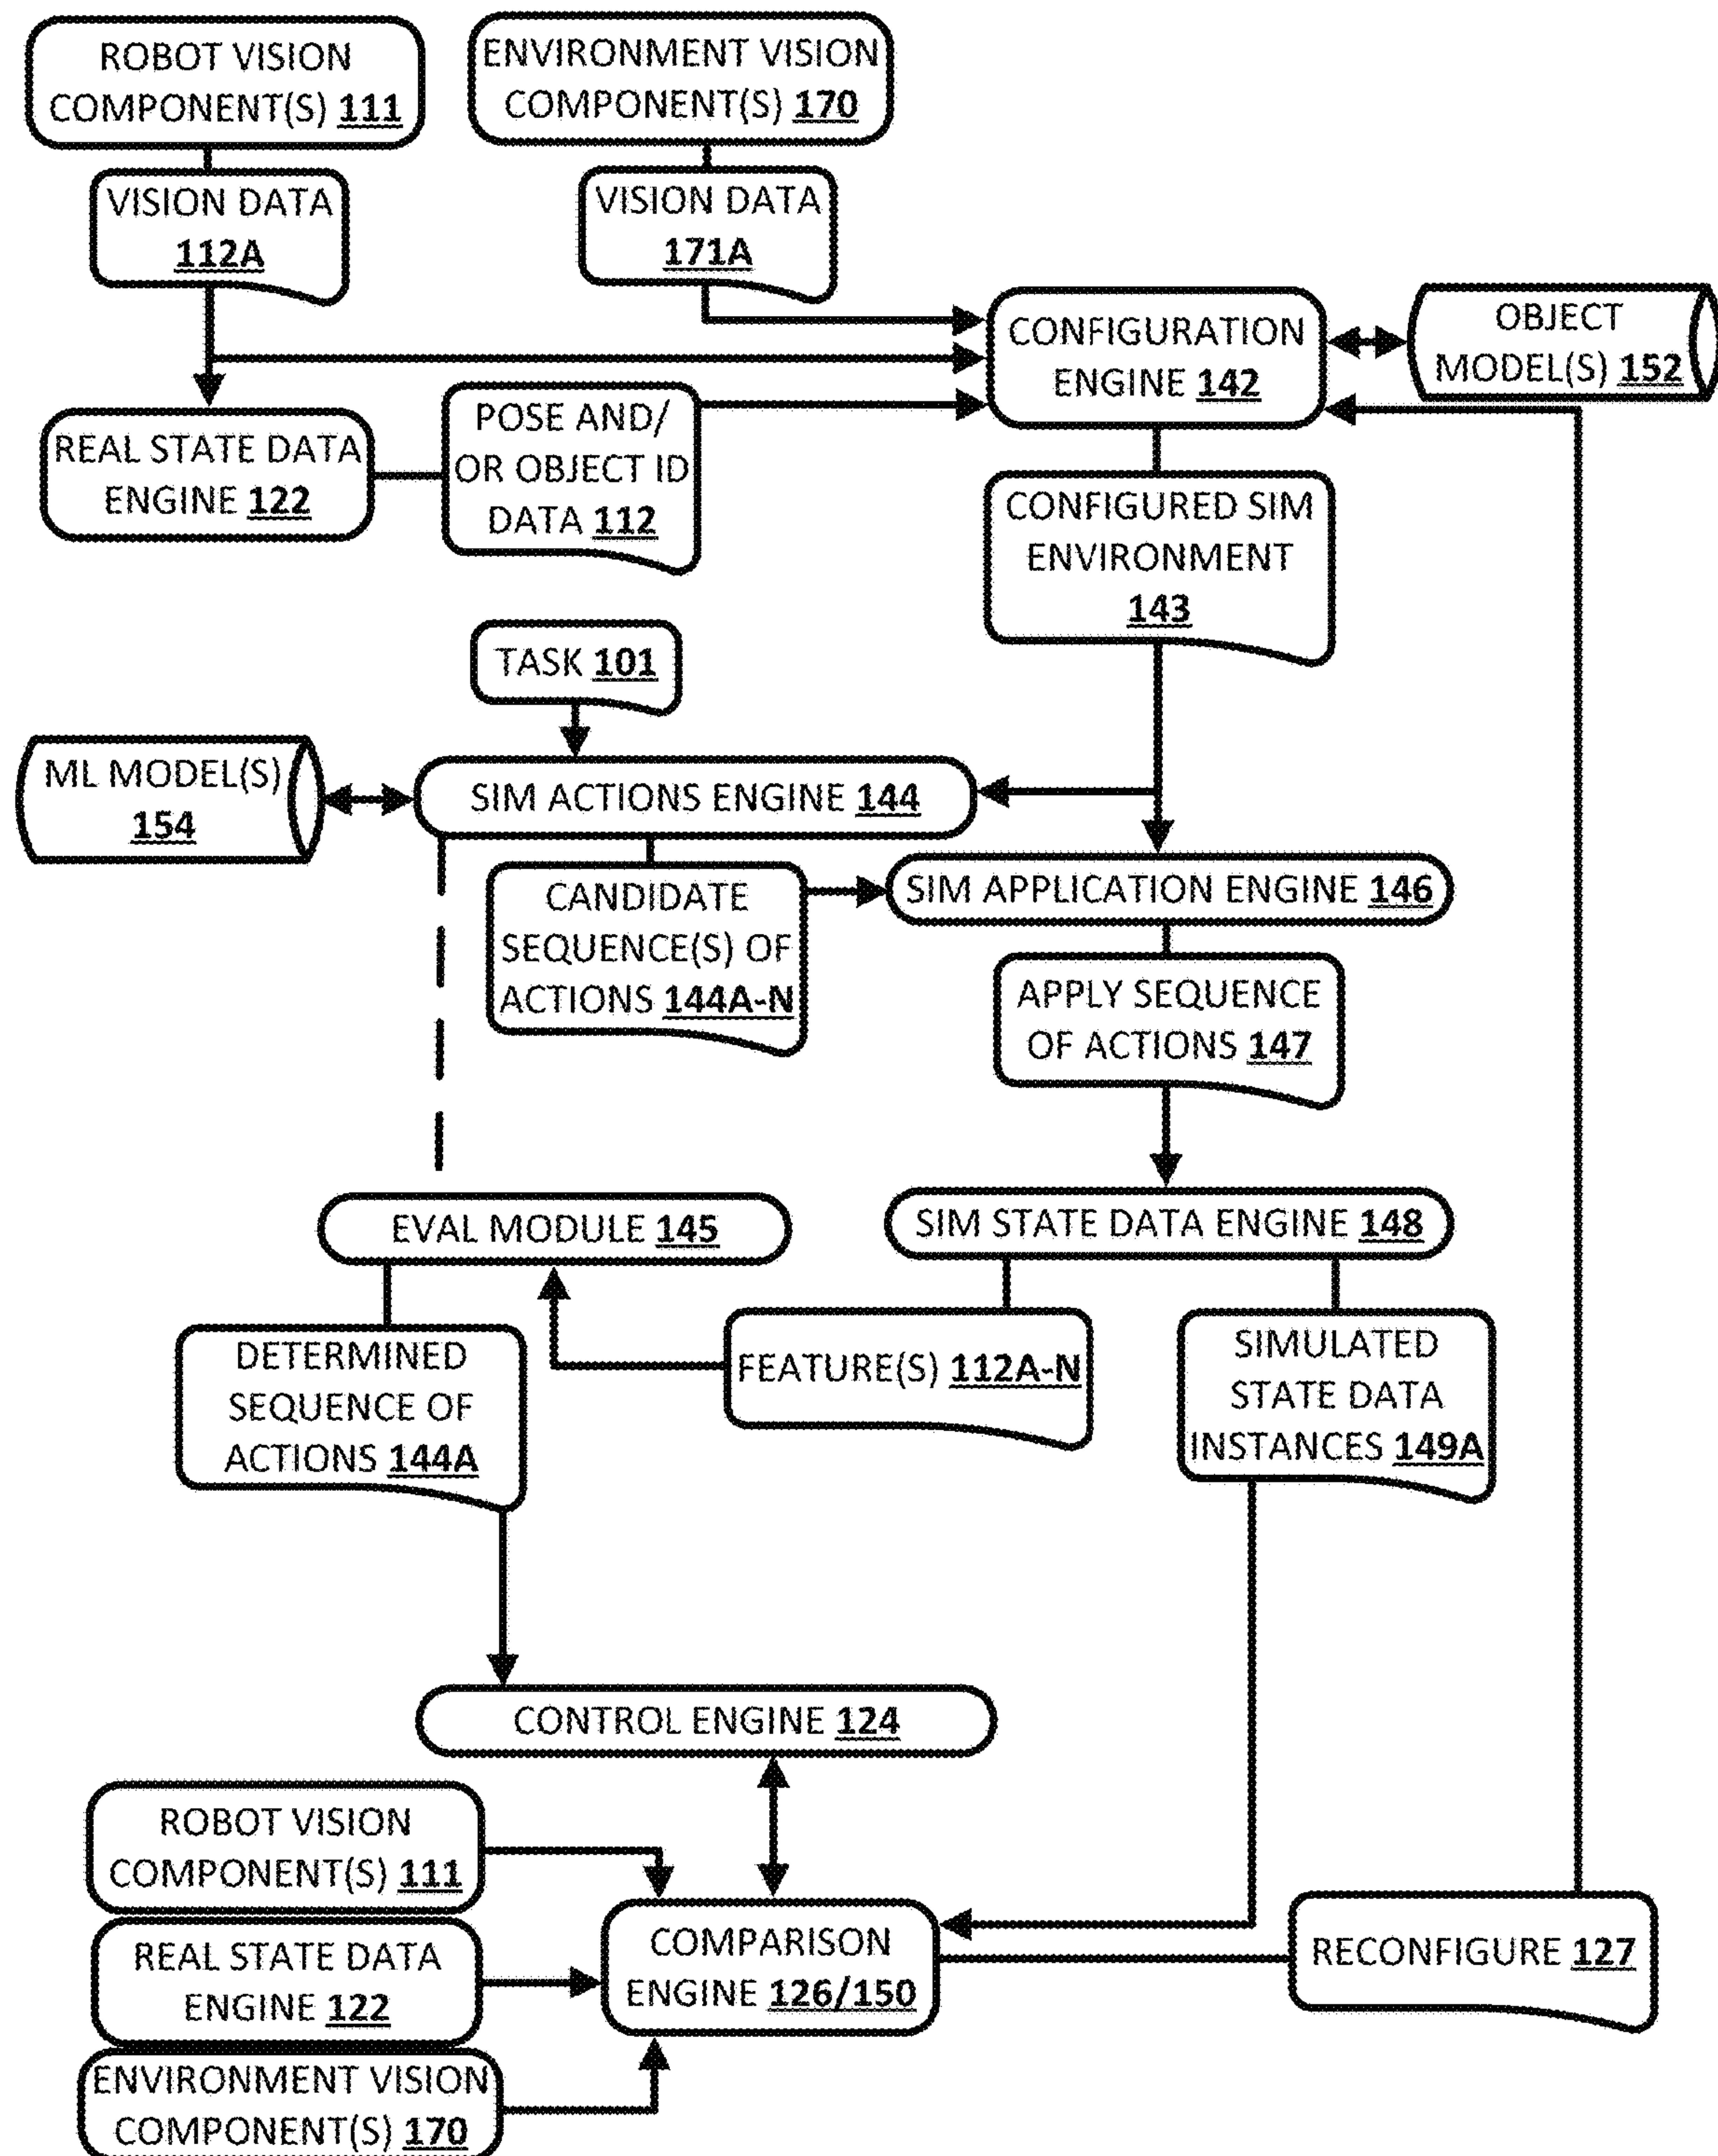 ROBOT VISION
COMPONENT(S) 111
ENVIRONMENT VISION
COMPONENT(S) 170
VISION DATA
112A
VISION DATA
171A
CONFIGURATION
ENGINE 142
OBJECT
MODEL(S) 152
REAL STATE DATA
ENGINE 122
POSE AND/
OR OBJECT ID
DATA 112
CONFIGURED SIM
ENVIRONMENT
143
TASK 101
ML MODEL(S)
154
SIM ACTIONS ENGINE 144
CANDIDATE
SEQUENCE(S) OF
ACTIONS 144A-N
SIM APPLICATION ENGINE 146
APPLY SEQUENCE
OF ACTIONS 147
EVAL MODULE 145
SIM STATE DATA ENGINE 148
DETERMINED
SEQUENCE OF
ACTIONS 144A
FEATURE(S) 112A-N
SIMULATED
STATE DATA
INSTANCES 149A
CONTROL ENGINE 124
ROBOT VISION
COMPONENT(S) 111
REAL STATE DATA
ENGINE 122
ENVIRONMENT VISION
COMPONENT(S) 170
COMPARISON
ENGINE 126/150
RECONFIGURE 127